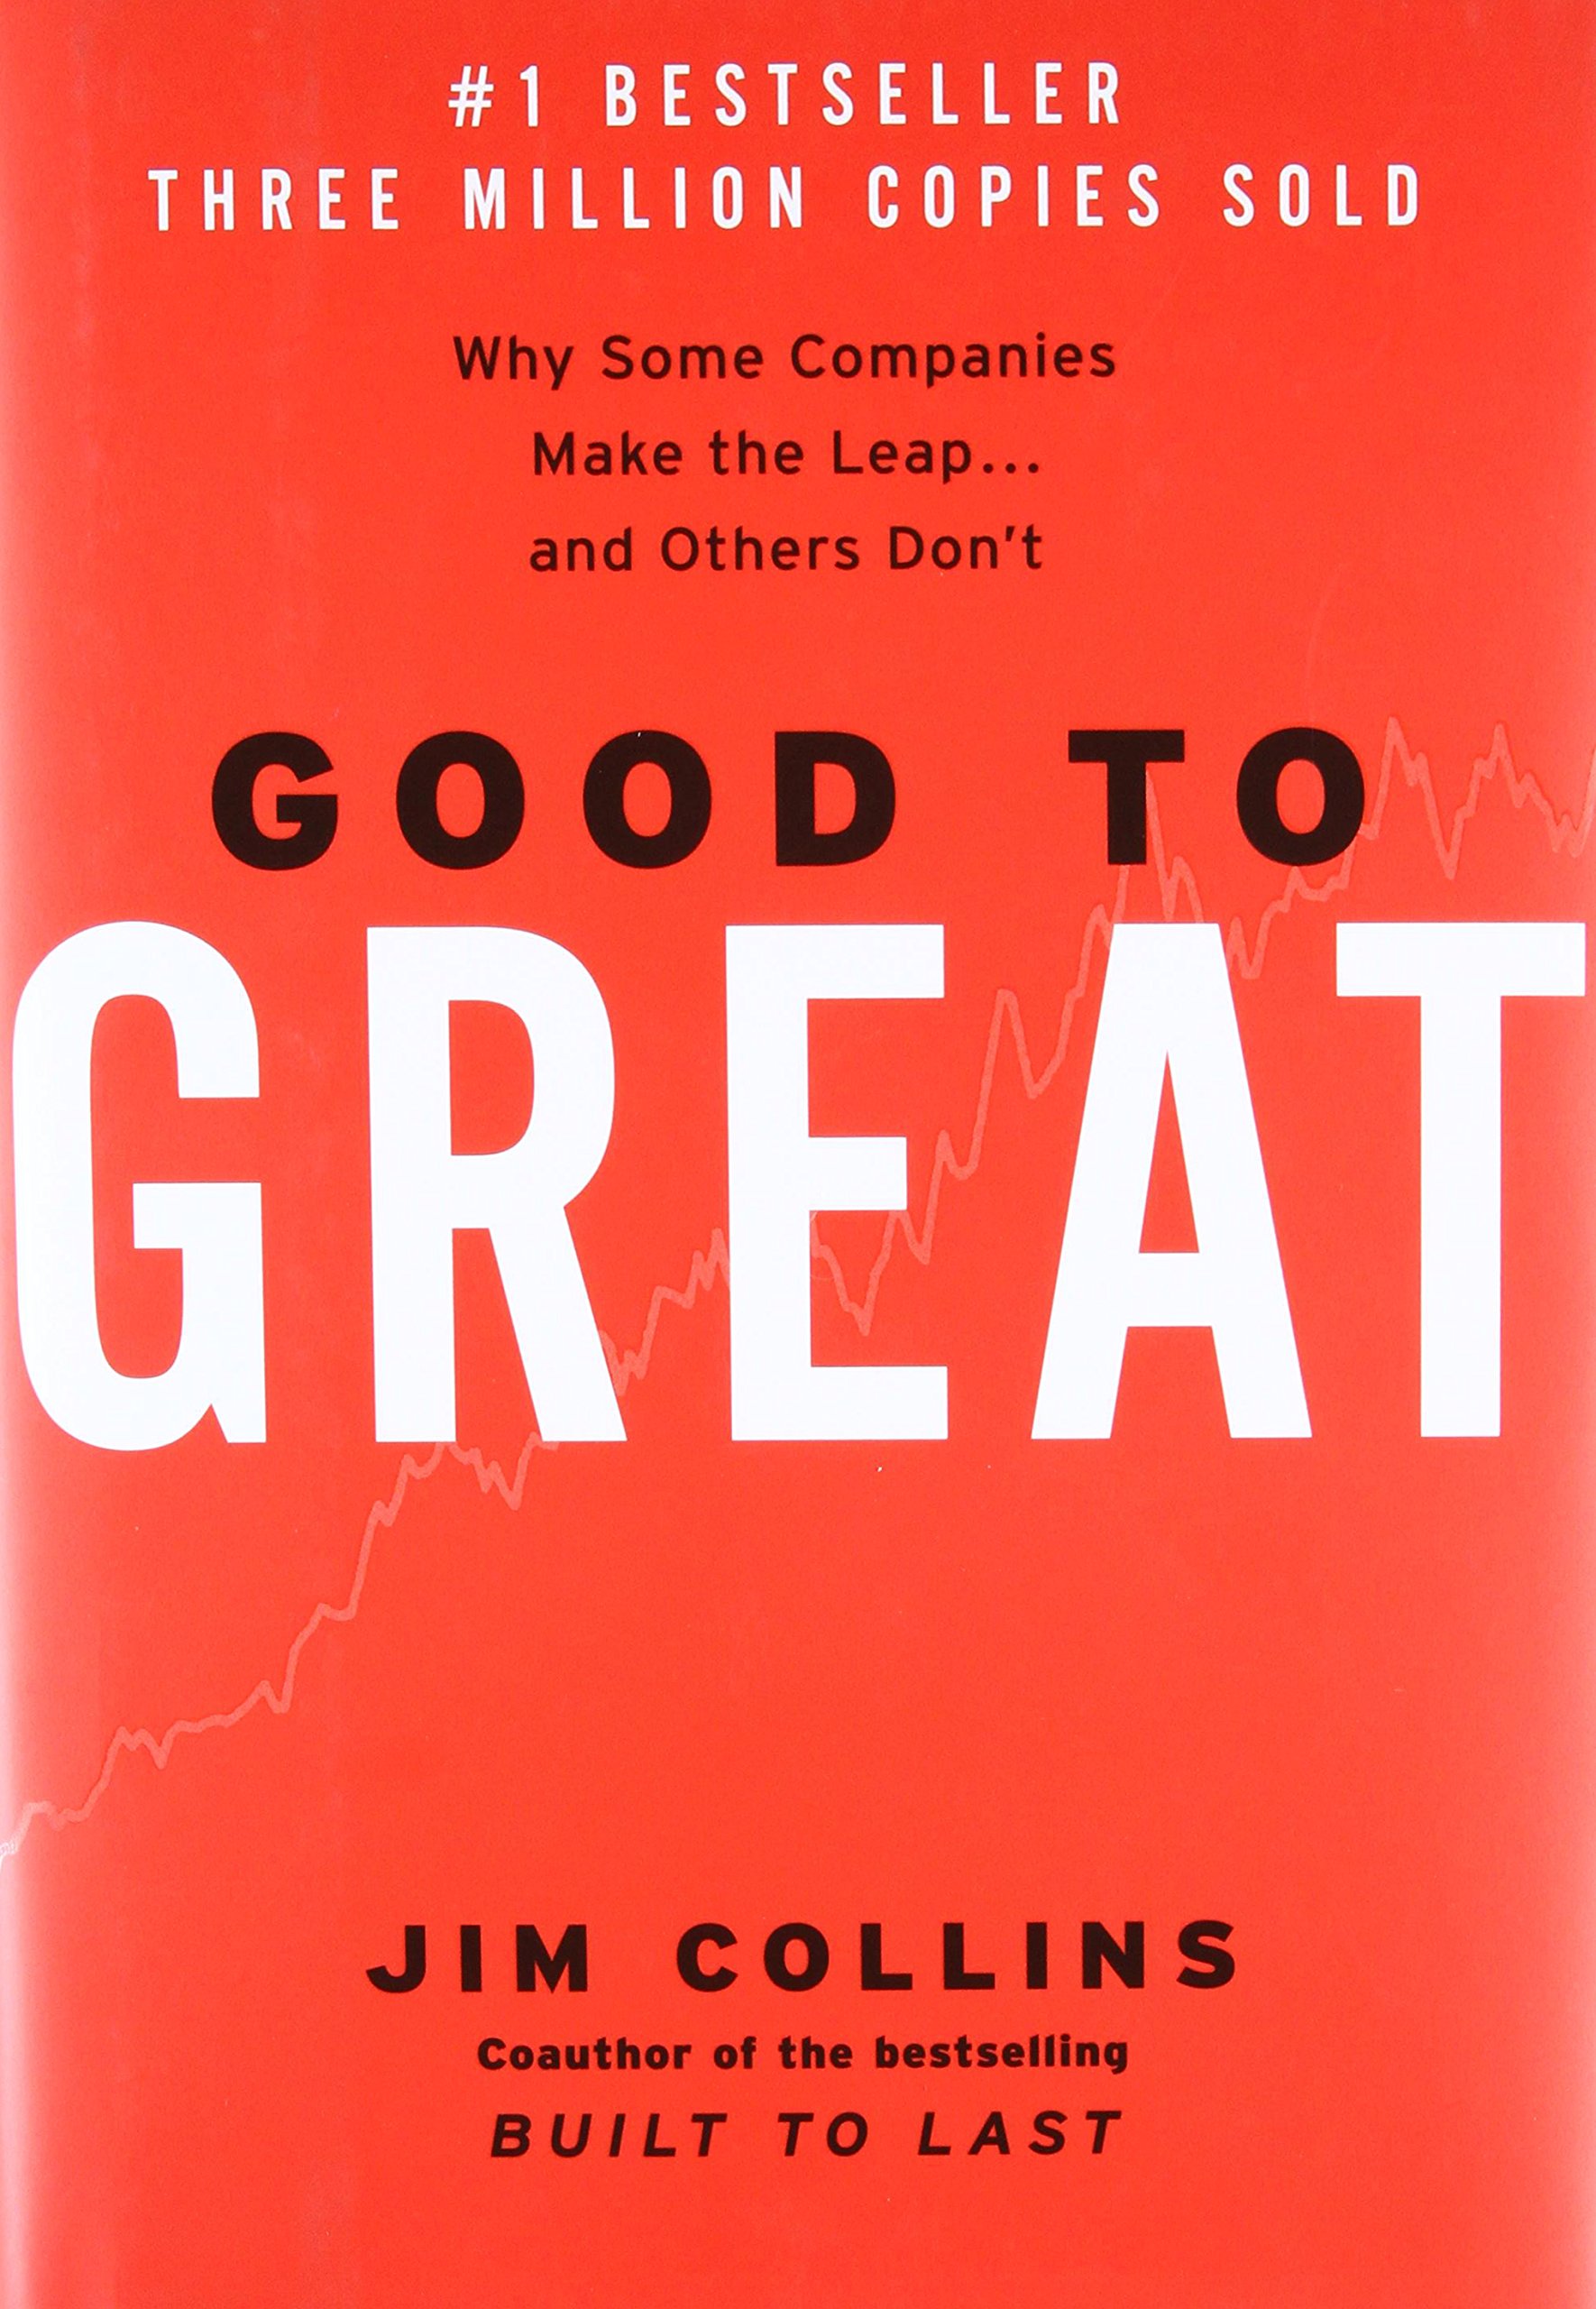 #1 BESTSELLER
THREE MILLION COPIES SOLD
Why Some Companies
Make the Leap...
and Others Don't
GOOD TO
GREAT
JIM COLLINS
Coauthor of the bestselling
BUILT TO LAST